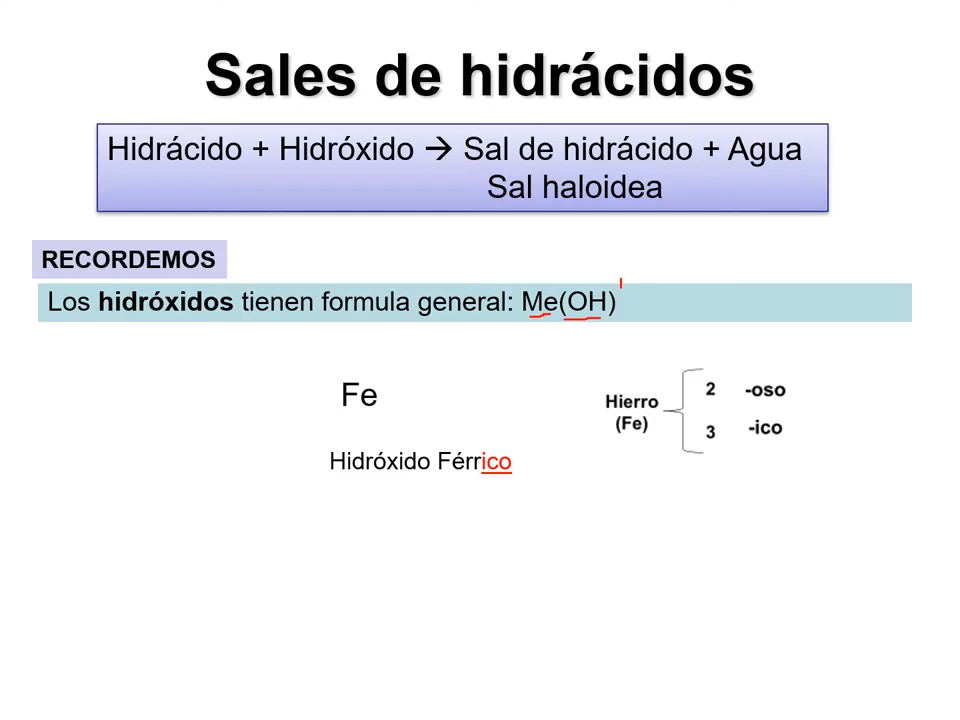 Sales de hidrácidos
Hidrácido + Hidróxido → Sal de hidrácido + Agua
Sal haloidea
RECORDEMOS
Los hidróxidos tienen formula general: Me(OH)
Fe
Hierro
(Fe)
2 -oso
3 -ico
Hidróxido Férrico